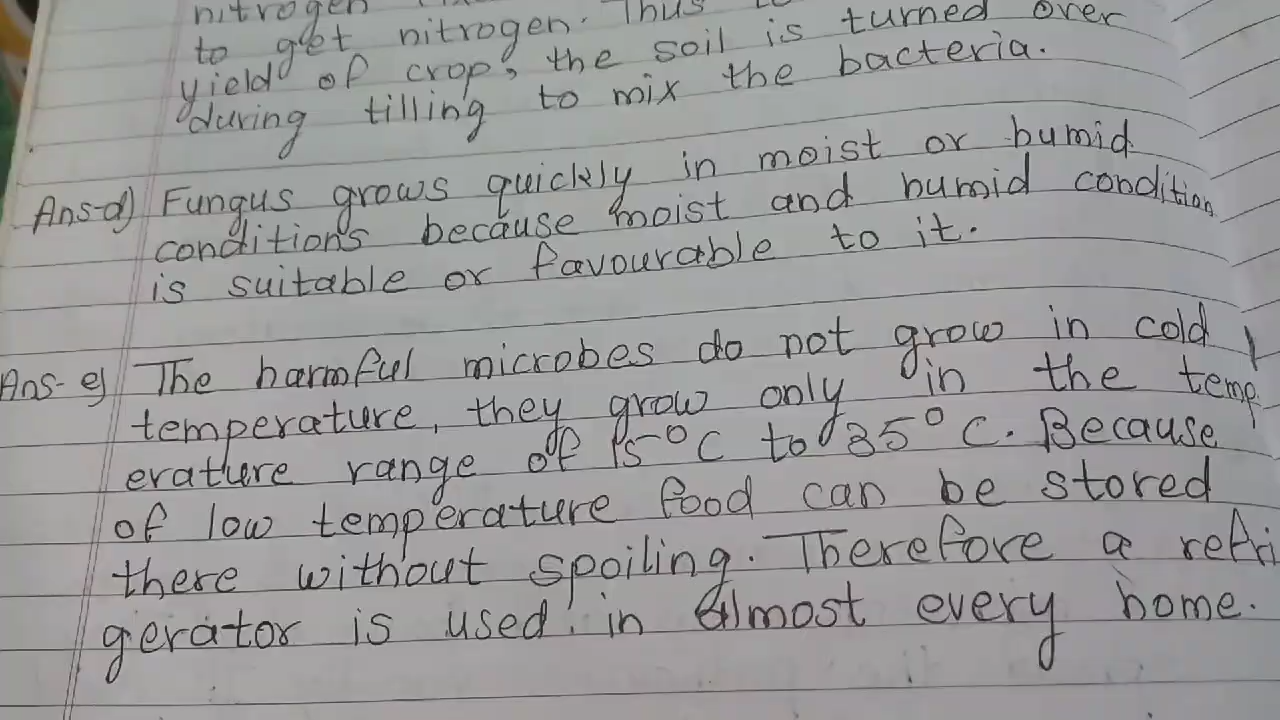 nitrogen
to get nitrogen. Thus to
yield of crop, the soil is turned over
during tilling to mix the bacteria.
Ans-d) Fungus grows quickly in moist or humid
conditions because moist and humid condition
is suitable or favourable to it.
Ans-e) The harmful microbes do not grow in cold
temperature, they grow only in the temp
erature range of 15°C to 35°C. Because
of low temperature food can be stored
there without spoiling. Therefore a refri
gerator is used in almost every home.